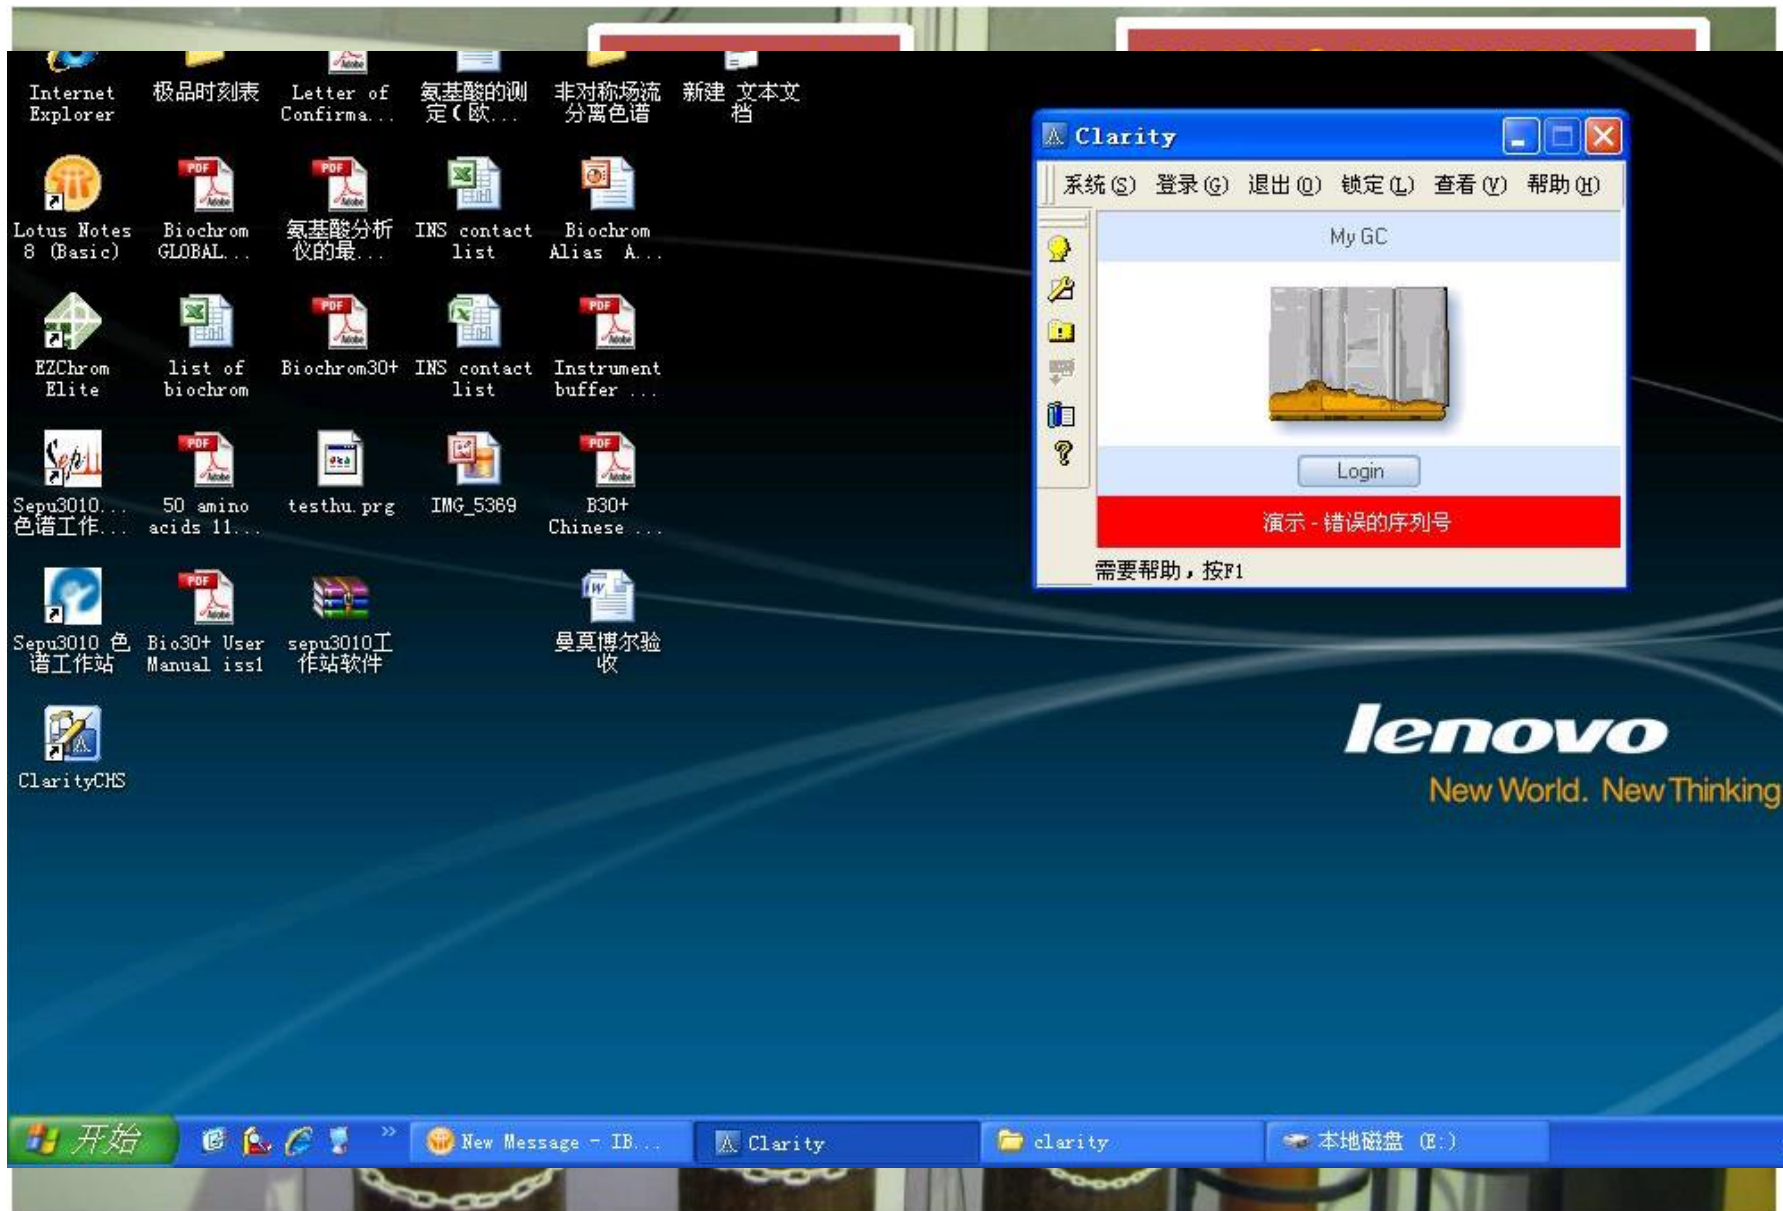 Internet
Explorer
极品时刻表
Letter of
Confirma...
氨基酸的测
定(欧...
非对称场流
分离色谱
新建 文本文
档
Lotus Notes
8 (Basic)
Biochrom
GLOBAL...
氨基酸分析
仪的最...
INS contact
list
Biochrom
Alias A...
EZChrom
Elite
list of
biochrom
Biochrom30+
INS contact
list
Instrument
buffer ...
Sepu3010...
色谱工作...
50 amino
acids 11...
testhu.prg
IMG_5369
B30+
Chinese ...
Sepu3010 色
谱工作站
Bio30+ User
Manual iss1
sepu3010工
作站软件
曼莫博尔验
收
ClarityCHS
Clarity
系统(S) 登录(G) 退出(Q) 锁定(L) 查看(V) 帮助(H)
My GC
Login
演示 - 错误的序列号
需要帮助，按F1
lenovo
New World. New Thinking
开始
New Message - IB...
Clarity
clarity
本地磁盘 (E:)